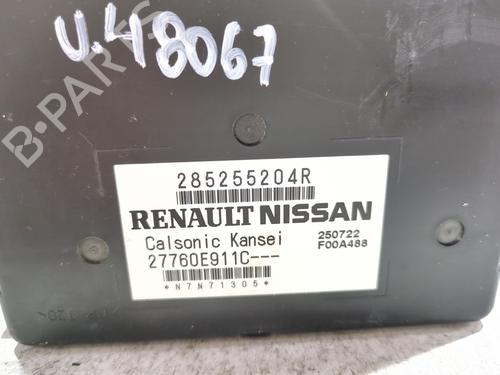 U.48067
B-PARTS
285255204R
RENAULT NISSAN
Calsonic Kansei 250722
27760E911C--- F00A488
*N7N71305*